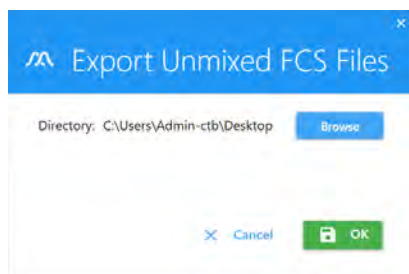 Export Unmixed FCS Files
Directory: C:\Users\Admin-ctb\Desktop Browse
Cancel OK